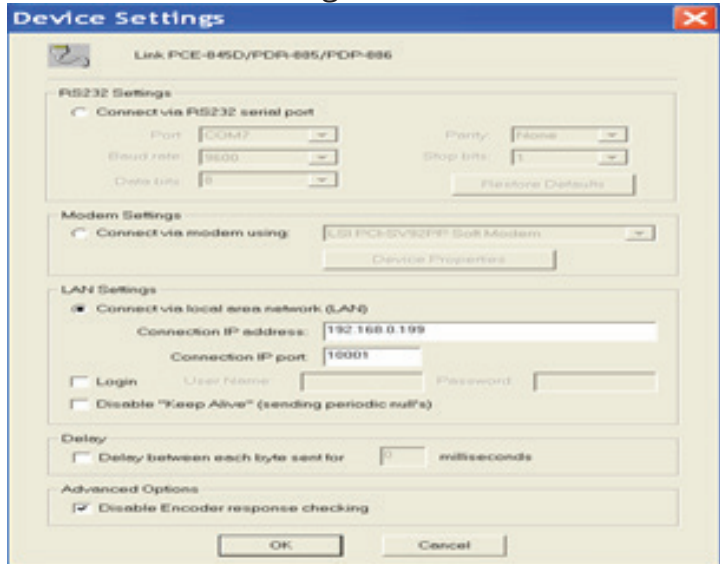 Device Settings
Link PCE-845D/PDR-885/PDP-886
RS232 Settings
Connect via RS232 serial port
Port: COM7 Parity: None
Baud rate: 9600 Stop bits: 1
Data bits: 8 Restore Defaults
Modem Settings
Connect via modem using: LSI PCI-SV92PP Soft Modem
Device Properties
LAN Settings
Connect via local area network (LAN)
Connection IP address: 192.168.0.199
Connection IP port: 10001
Login User Name: Password:
Disable "Keep Alive" (sending periodic null's)
Delay
Delay between each byte sent for 0 milliseconds
Advanced Options
Disable Encoder response checking
OK Cancel